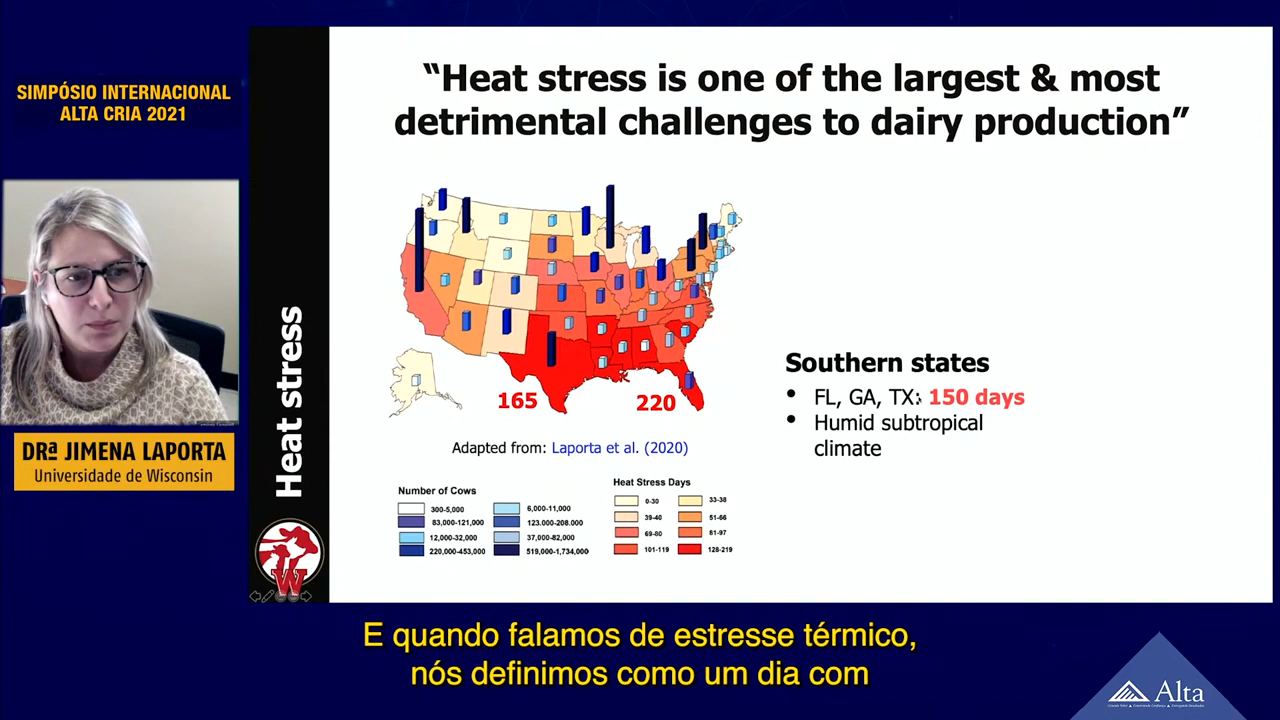 SIMPÓSIO INTERNACIONAL
ALTA CRIA 2021
DRª JIMENA LAPORTA
Universidade de Wisconsin
Heat stress
W
“Heat stress is one of the largest & most
detrimental challenges to dairy production”
165
220
Adapted from: Laporta et al. (2020)
Number of Cows
300-5,000
6,000-11,000
83,000-121,000
123,000-208.000
12,000-32,000
37,000-82,000
220,000-453,000
519,000-1,734,000
Heat Stress Days
0-30
33-38
39-40
51-66
69-80
81-97
101-119
128-219
Southern states
• FL, GA, TX: 150 days
• Humid subtropical
climate
E quando falamos de estresse térmico,
nós definimos como um dia com
Alta